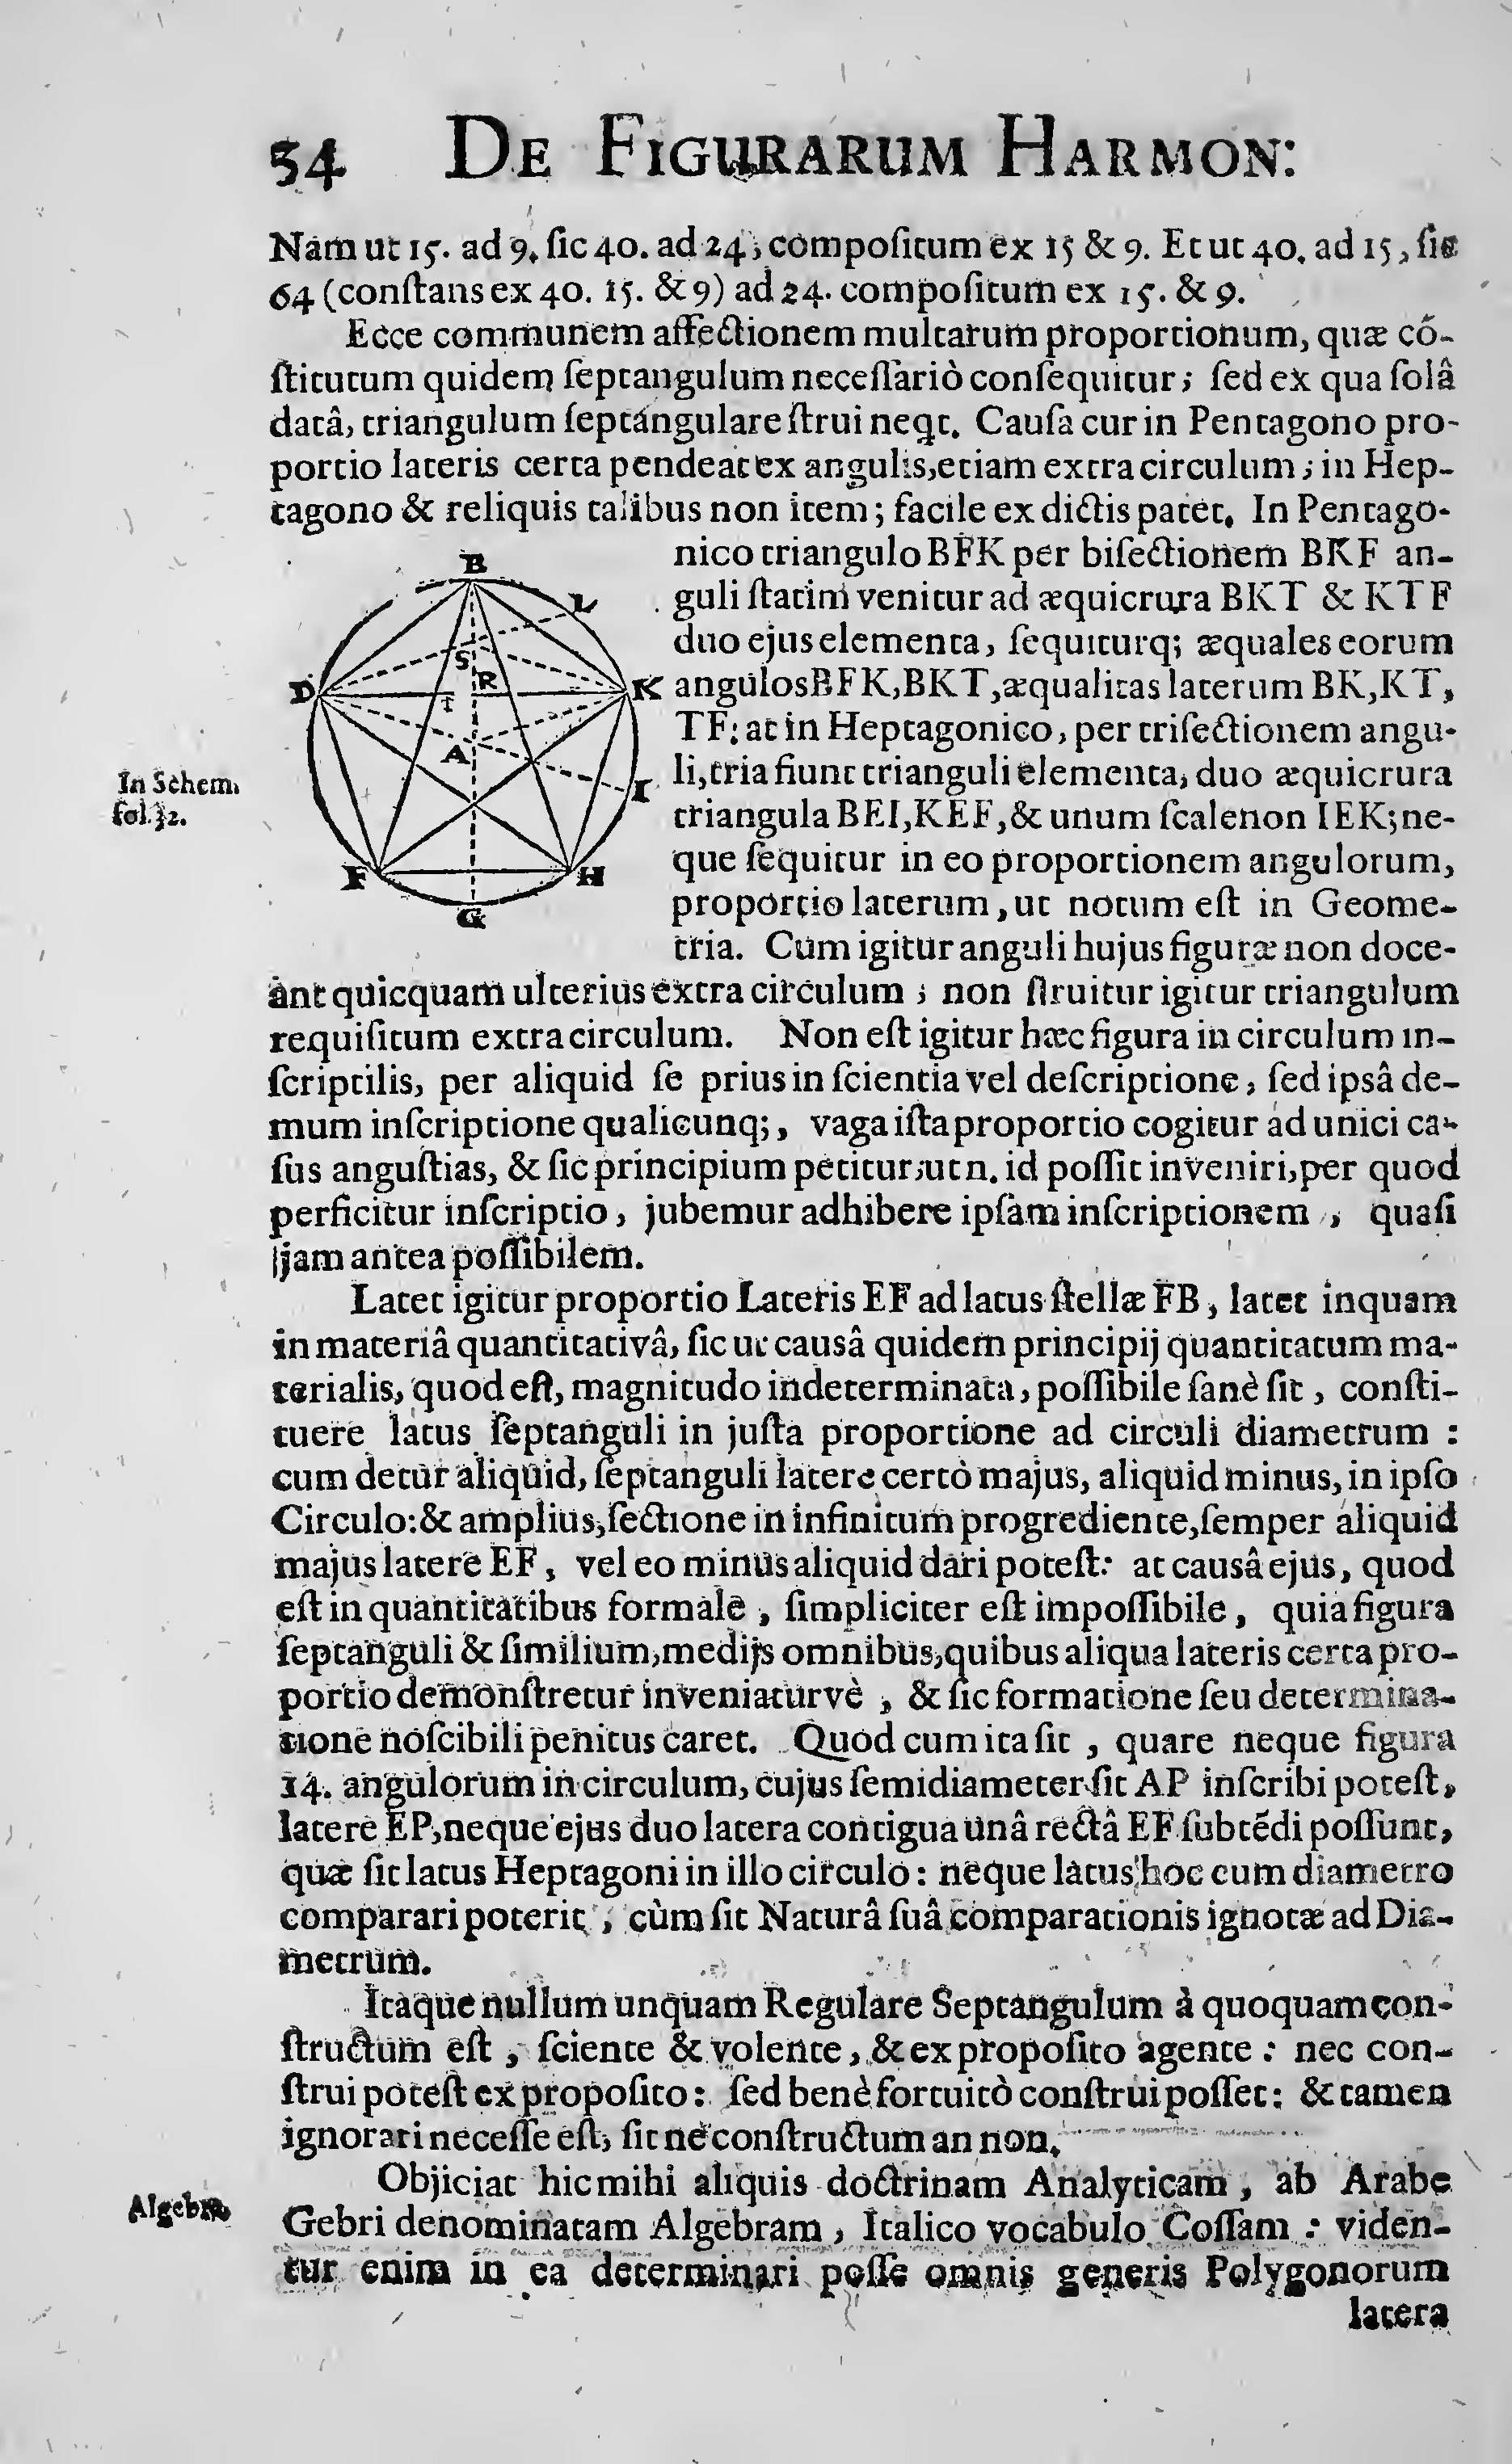 54 DE FIGURARUM HARMON:
Nam ut 15. ad 9, ſic 40. ad 24, compoſitum ex 15 & 9. Et ut 40. ad 15, ſic
64 (conſtans ex 40. 15. & 9) ad 24. compoſitum ex 15. & 9.
Ecce communem affectionem multarum proportionum, quæ cõ-
ſtitutum quidem ſeptangulum neceſſariò conſequitur; ſed ex qua ſolâ
datâ, triangulum ſeptangulare ſtrui neqt. Cauſa cur in Pentagono pro-
portio lateris certa pendeat ex angulis, etiam extra circulum; in Hep-
tagono & reliquis talibus non item; facile ex dictis patet. In Pentago-
nico triangulo BFK per biſectionem BKF an-
guli ſtatim venitur ad æquicrura BKT & KTF
duo ejus elementa, ſequiturq; æquales eorum
angulos BFK, BKT, æqualitas laterum BK, KT,
TF: at in Heptagonico, per triſectionem angu-
li, tria fiunt trianguli elementa, duo æquicrura
triangula BEI, KEF, & unum ſcalenon IEK; ne-
que ſequitur in eo proportionem angulorum,
proportio laterum, ut notum eſt in Geome-
tria. Cum igitur anguli hujus figuræ non doce-
B
L
S
R
D
K
T
A
I
F
H
G
In Schem.
fol. 32.
ant quicquam ulterius extra circulum; non ſtruitur igitur triangulum
requiſitum extra circulum. Non eſt igitur hæc figura in circulum in-
ſcriptilis, per aliquid ſe prius in ſcientia vel deſcriptione, ſed ipsâ de-
mum inſcriptione qualicunq;, vaga iſta proportio cogitur ad unici ca-
ſus anguſtias, & ſic principium petitur; ut n. id poſſit inveniri, per quod
perficitur inſcriptio, jubemur adhibere ipſam inſcriptionem, quaſi
jam antea poſſibilem.
Latet igitur proportio Lateris EF ad latus ſtellæ FB, latet inquam
in materiâ quantitativâ, ſic ut causâ quidem principij quantitatum ma-
terialis, quod eſt, magnitudo indeterminata, poſſibile ſanè ſit, conſti-
tuere latus ſeptanguli in juſta proportione ad circuli diametrum :
cum detur aliquid, ſeptanguli latere certò majus, aliquid minus, in ipſo
Circulo: & amplius, ſectione in infinitum progrediente, ſemper aliquid
majus latere EF, vel eo minus aliquid dari poteſt: at causâ ejus, quod
eſt in quantitatibus formale, ſimpliciter eſt impoſſibile, quia figura
ſeptanguli & ſimilium, medijs omnibus, quibus aliqua lateris certa pro-
portio demonſtretur inveniaturvè, & ſic formatione ſeu determina-
tione noſcibili penitus caret. Quod cum ita ſit, quare neque figura
14. angulorum in circulum, cujus ſemidiameter ſit AP inſcribi poteſt,
latere EP, neque ejus duo latera contigua unâ rectâ EF ſubtẽdi poſſunt,
quæ ſit latus Heptagoni in illo circulo: neque latus hoc cum diametro
comparari poterit, cùm ſit Naturâ ſuâ comparationis ignotæ ad Dia-
metrum.
Itaque nullum unquam Regulare Septangulum à quoquam con-
ſtructum eſt, ſciente & volente, & ex propoſito agente: nec con-
ſtrui poteſt ex propoſito: ſed benè fortuitò conſtrui poſſet: & tamen
ignorari neceſſe eſt, ſit ne conſtructum an non.
Objiciat hic mihi aliquis doctrinam Analyticam, ab Arabe
Algebra.
Gebri denominatam Algebram, Italico vocabulo Coſſam: viden-
tur enim in ea determinari poſſe omnis generis Polygonorum
latera